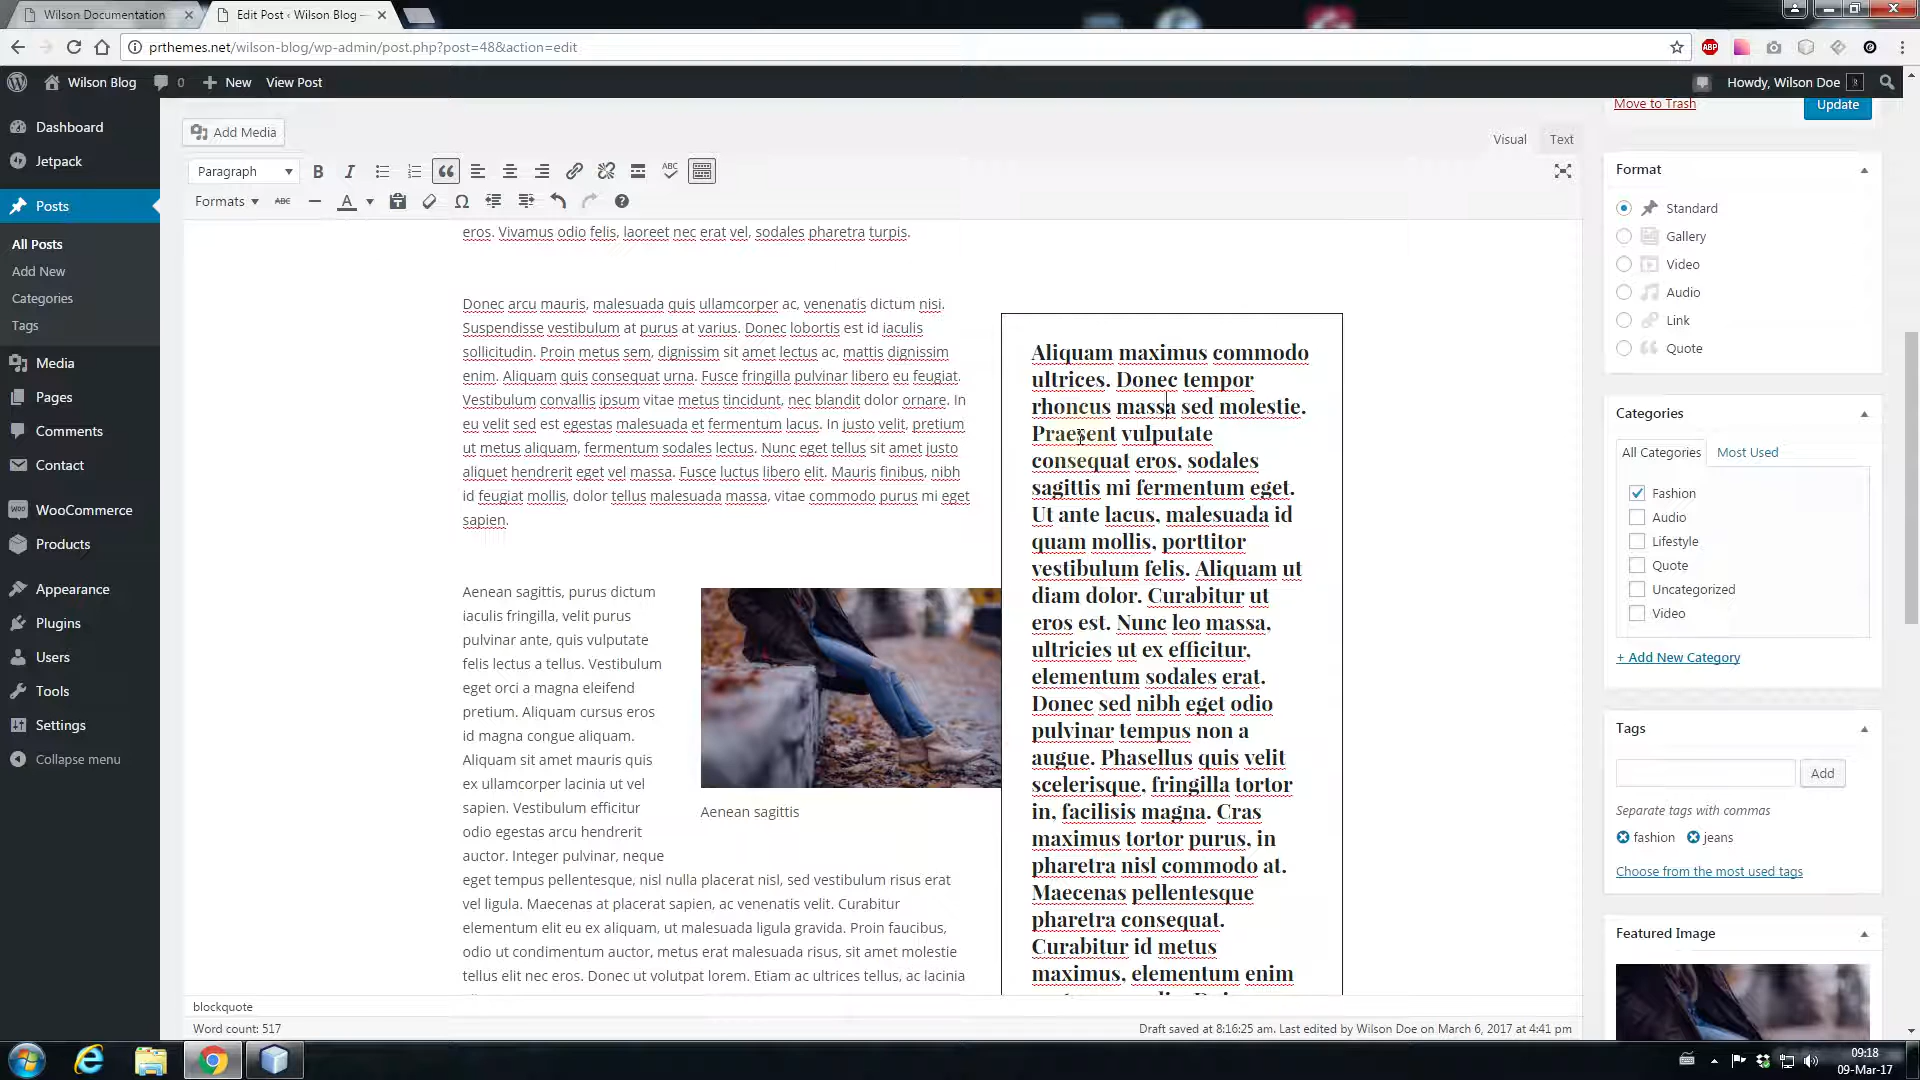 Wilson Documentation
Edit Post ‹ Wilson Blog —
prthemes.net/wilson-blog/wp-admin/post.php?post=48&action=edit
ABP
Wilson Blog
0
New
View Post
Howdy, Wilson Doe
Dashboard
Jetpack
Posts
All Posts
Add New
Categories
Tags
Media
Pages
Comments
Contact
WooCommerce
Products
Appearance
Plugins
Users
Tools
Settings
Collapse menu
Add Media
Visual
Text
Paragraph
B
I
ABC
Formats
ABC
A
eros. Vivamus odio felis, laoreet nec erat vel, sodales pharetra turpis.
Donec arcu mauris, malesuada quis ullamcorper ac, venenatis dictum nisi.
Suspendisse vestibulum at purus at varius. Donec lobortis est id iaculis
sollicitudin. Proin metus sem, dignissim sit amet lectus ac, mattis dignissim
enim. Aliquam quis consequat urna. Fusce fringilla pulvinar libero eu feugiat.
Vestibulum convallis ipsum vitae metus tincidunt, nec blandit dolor ornare. In
eu velit sed est egestas malesuada et fermentum lacus. In justo velit, pretium
ut metus aliquam, fermentum sodales lectus. Nunc eget tellus sit amet justo
aliquet hendrerit eget vel massa. Fusce luctus libero elit. Mauris finibus, nibh
id feugiat mollis, dolor tellus malesuada massa, vitae commodo purus mi eget
sapien.
Aenean sagittis, purus dictum
iaculis fringilla, velit purus
pulvinar ante, quis vulputate
felis lectus a tellus. Vestibulum
eget orci a magna eleifend
pretium. Aliquam cursus eros
id magna congue aliquam.
Aliquam sit amet mauris quis
ex ullamcorper lacinia ut vel
sapien. Vestibulum efficitur
odio egestas arcu hendrerit
auctor. Integer pulvinar, neque
eget tempus pellentesque, nisl nulla placerat nisl, sed vestibulum risus erat
vel ligula. Maecenas at placerat sapien, ac venenatis velit. Curabitur
elementum elit eu ex aliquam, ut malesuada ligula gravida. Proin faucibus,
odio ut condimentum auctor, metus erat malesuada risus, sit amet molestie
tellus elit nec eros. Donec ut volutpat lorem. Etiam ac ultrices tellus, ac lacinia
Aenean sagittis
Aliquam maximus commodo
ultrices. Donec tempor
rhoncus massa sed molestie.
Praesent vulputate
consequat eros, sodales
sagittis mi fermentum eget.
Ut ante lacus, malesuada id
quam mollis, porttitor
vestibulum felis. Aliquam ut
diam dolor. Curabitur ut
eros est. Nunc leo massa,
ultricies ut ex efficitur,
elementum sodales erat.
Donec sed nibh eget odio
pulvinar tempus non a
augue. Phasellus quis velit
scelerisque, fringilla tortor
in, facilisis magna. Cras
maximus tortor purus, in
pharetra nisl commodo at.
Maecenas pellentesque
pharetra consequat.
Curabitur id metus
maximus, elementum enim
blockquote
Word count: 517
Draft saved at 8:16:25 am. Last edited by Wilson Doe on March 6, 2017 at 4:41 pm
Move to Trash
Update
Format
Standard
Gallery
Video
Audio
Link
Quote
Categories
All Categories
Most Used
Fashion
Audio
Lifestyle
Quote
Uncategorized
Video
+ Add New Category
Tags
Add
Separate tags with commas
fashion
jeans
Choose from the most used tags
Featured Image
09:18
09-Mar-17